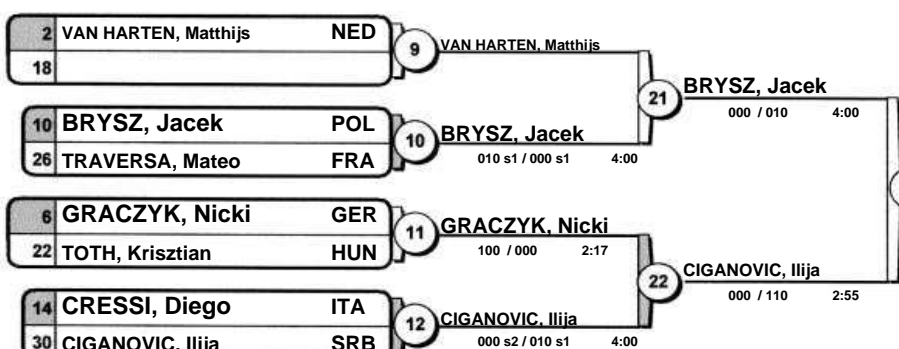 2 VAN HARTEN, Matthijs NED
18
9
VAN HARTEN, Matthijs
10 BRYSZ, Jacek POL
26 TRAVERSA, Mateo FRA
10
BRYSZ, Jacek
010 s1 / 000 s1 4:00
21
BRYSZ, Jacek
000 / 010 4:00
6 GRACZYK, Nicki GER
22 TOTH, Krisztian HUN
11
GRACZYK, Nicki
100 / 000 2:17
14 CRESSI, Diego ITA
30 CIGANOVIC, Ilija SRB
12
CIGANOVIC, Ilija
000 s2 / 010 s1 4:00
22
CIGANOVIC, Ilija
000 / 110 2:55